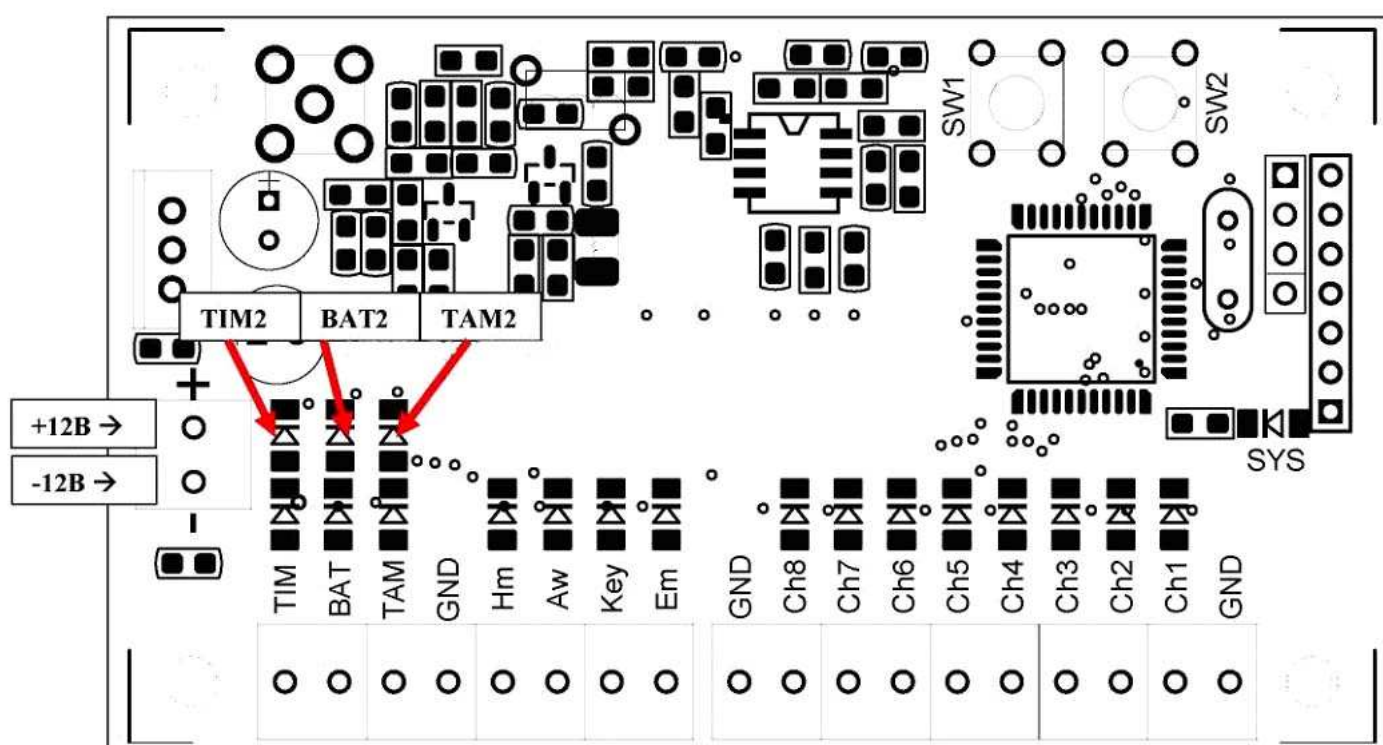 SW1
SW2
TIM2
BAT2
TAM2
+
+
+12В →
-12В →
-
SYS
TIM
BAT
TAM
GND
Hm
Aw
Key
Em
GND
Ch8
Ch7
Ch6
Ch5
Ch4
Ch3
Ch2
Ch1
GND